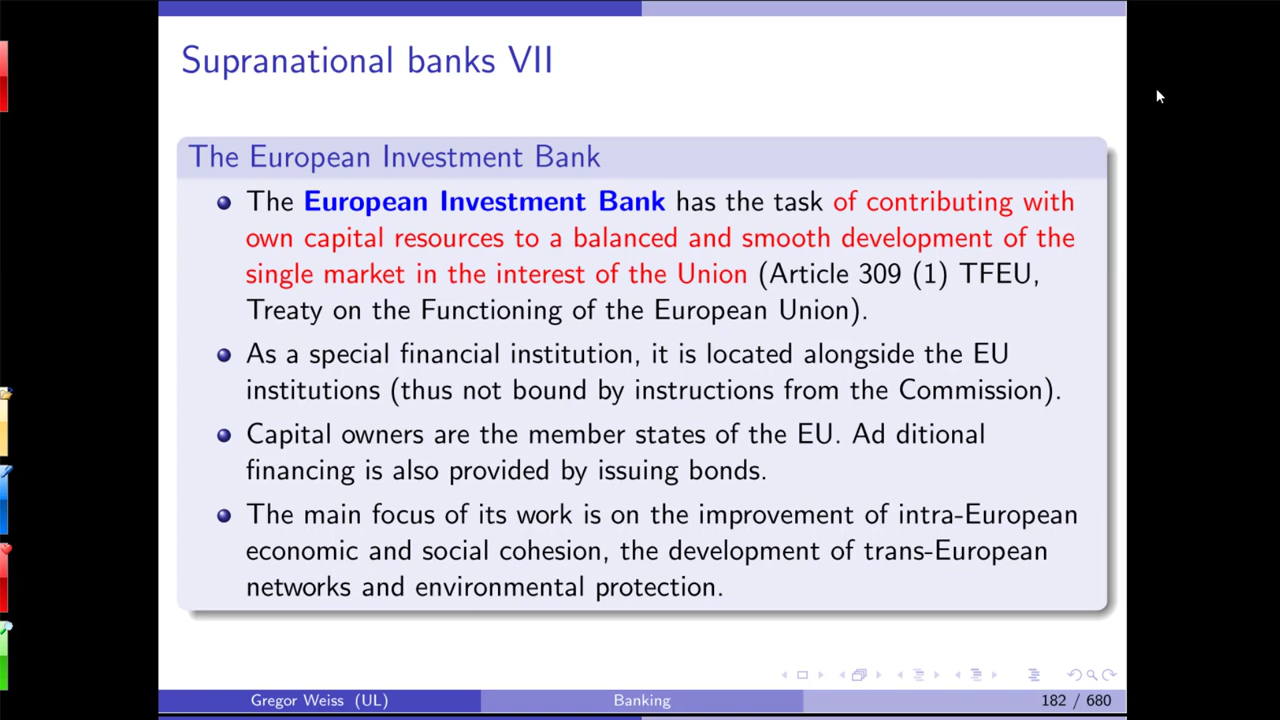 Supranational banks VII
The European Investment Bank
The European Investment Bank has the task of contributing with
own capital resources to a balanced and smooth development of the
single market in the interest of the Union (Article 309 (1) TFEU,
Treaty on the Functioning of the European Union).
As a special financial institution, it is located alongside the EU
institutions (thus not bound by instructions from the Commission).
Capital owners are the member states of the EU. Ad ditional
financing is also provided by issuing bonds.
The main focus of its work is on the improvement of intra-European
economic and social cohesion, the development of trans-European
networks and environmental protection.
Gregor Weiss (UL) Banking 182 / 680